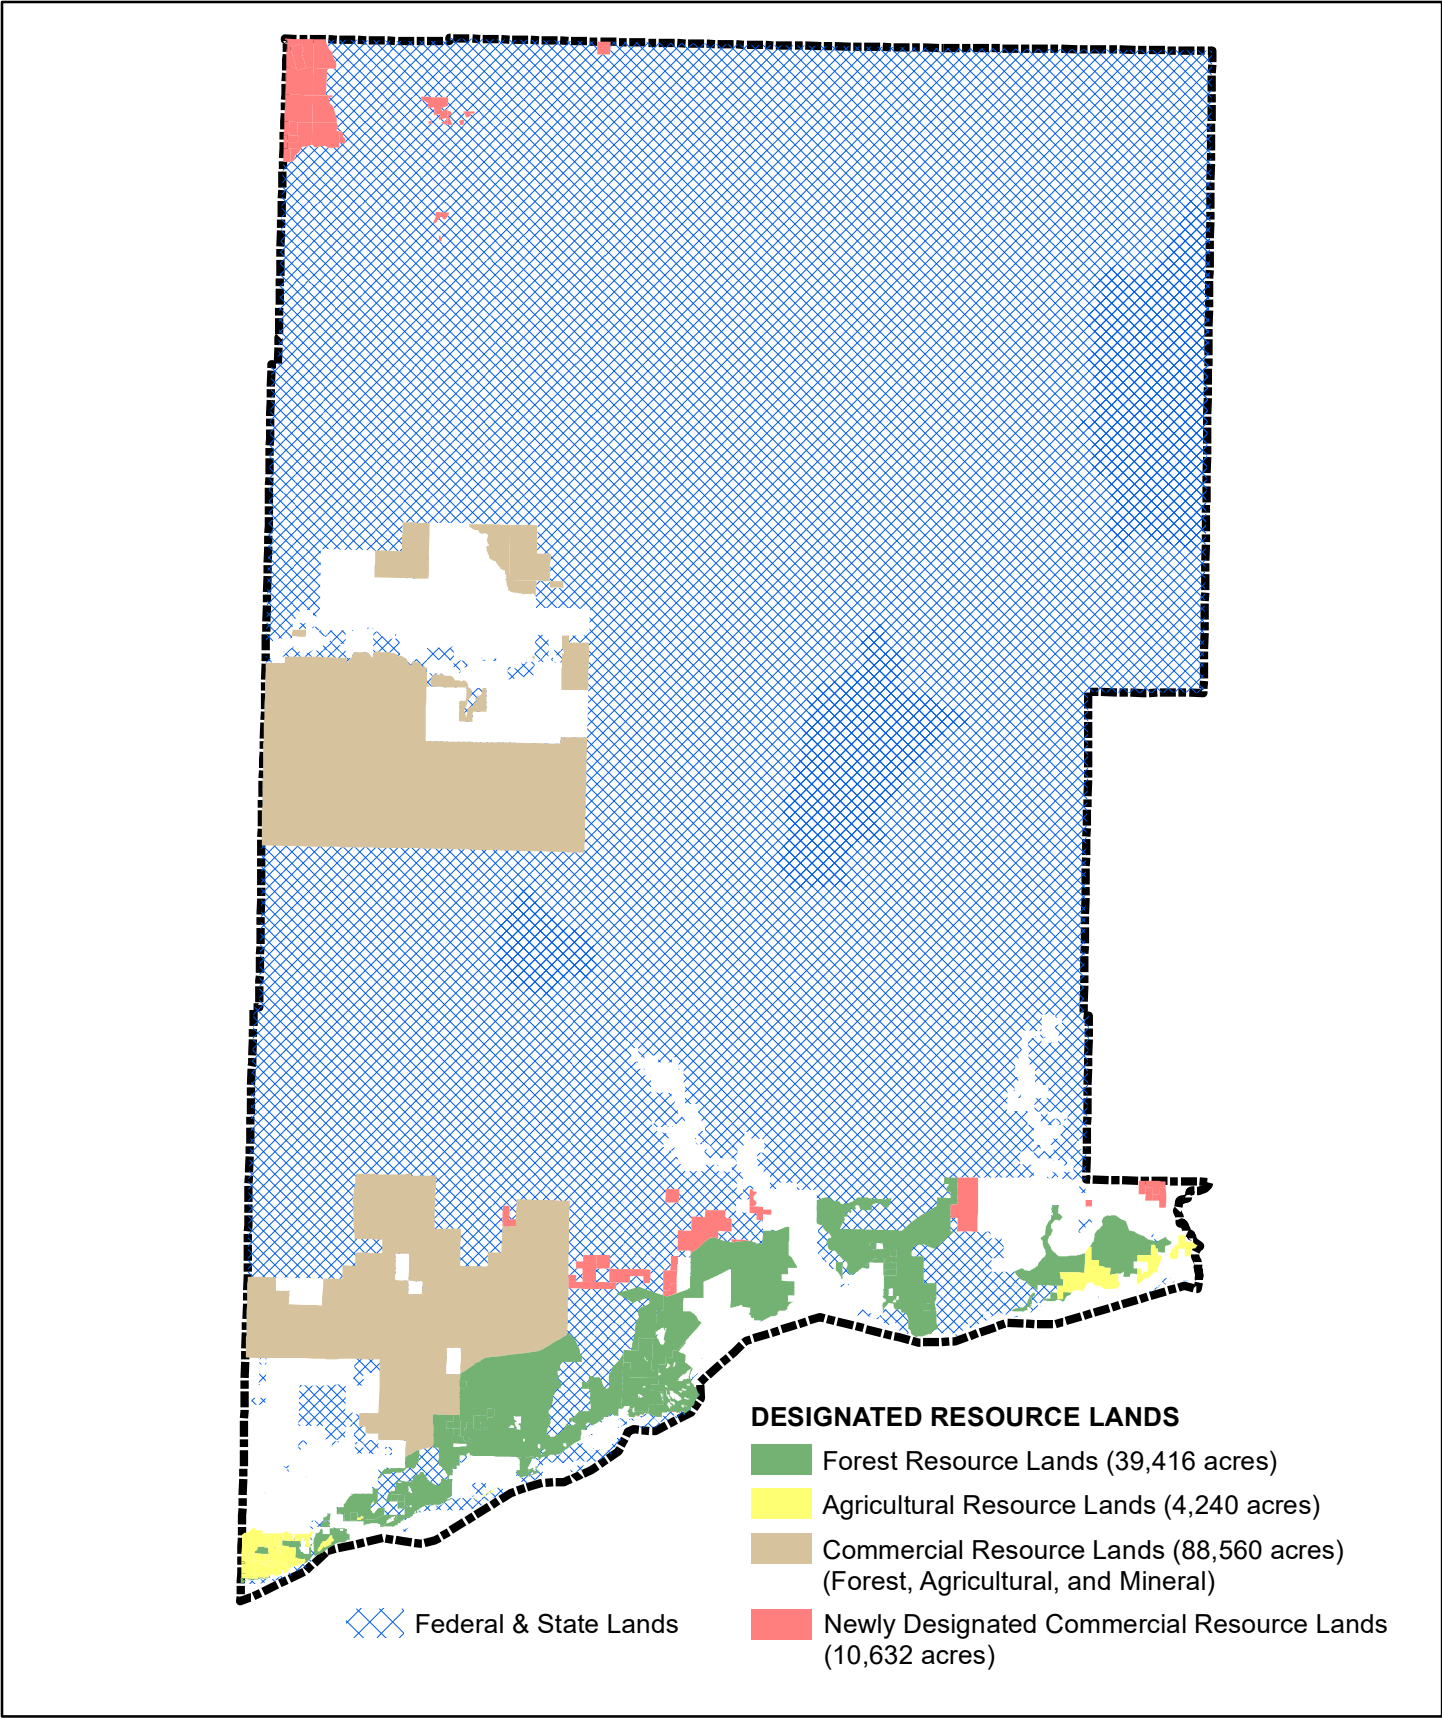 DESIGNATED RESOURCE LANDS
Forest Resource Lands (39,416 acres)
Agricultural Resource Lands (4,240 acres)
Commercial Resource Lands (88,560 acres)
(Forest, Agricultural, and Mineral)
Newly Designated Commercial Resource Lands
(10,632 acres)
Federal & State Lands